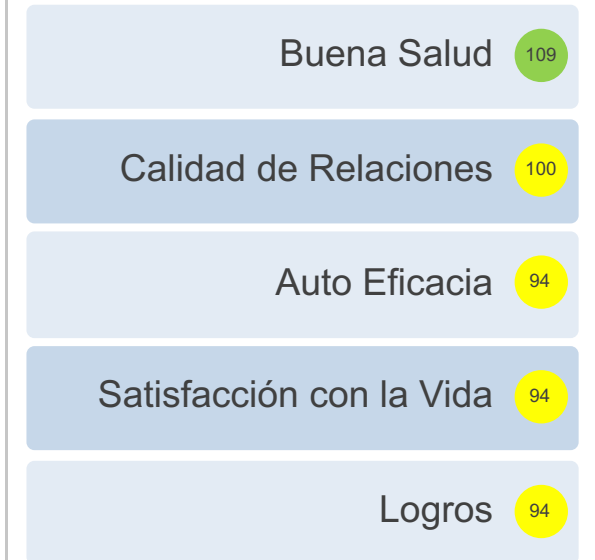 Buena Salud 109
Calidad de Relaciones 100
Auto Eficacia 94
Satisfacción con la Vida 94
Logros 94